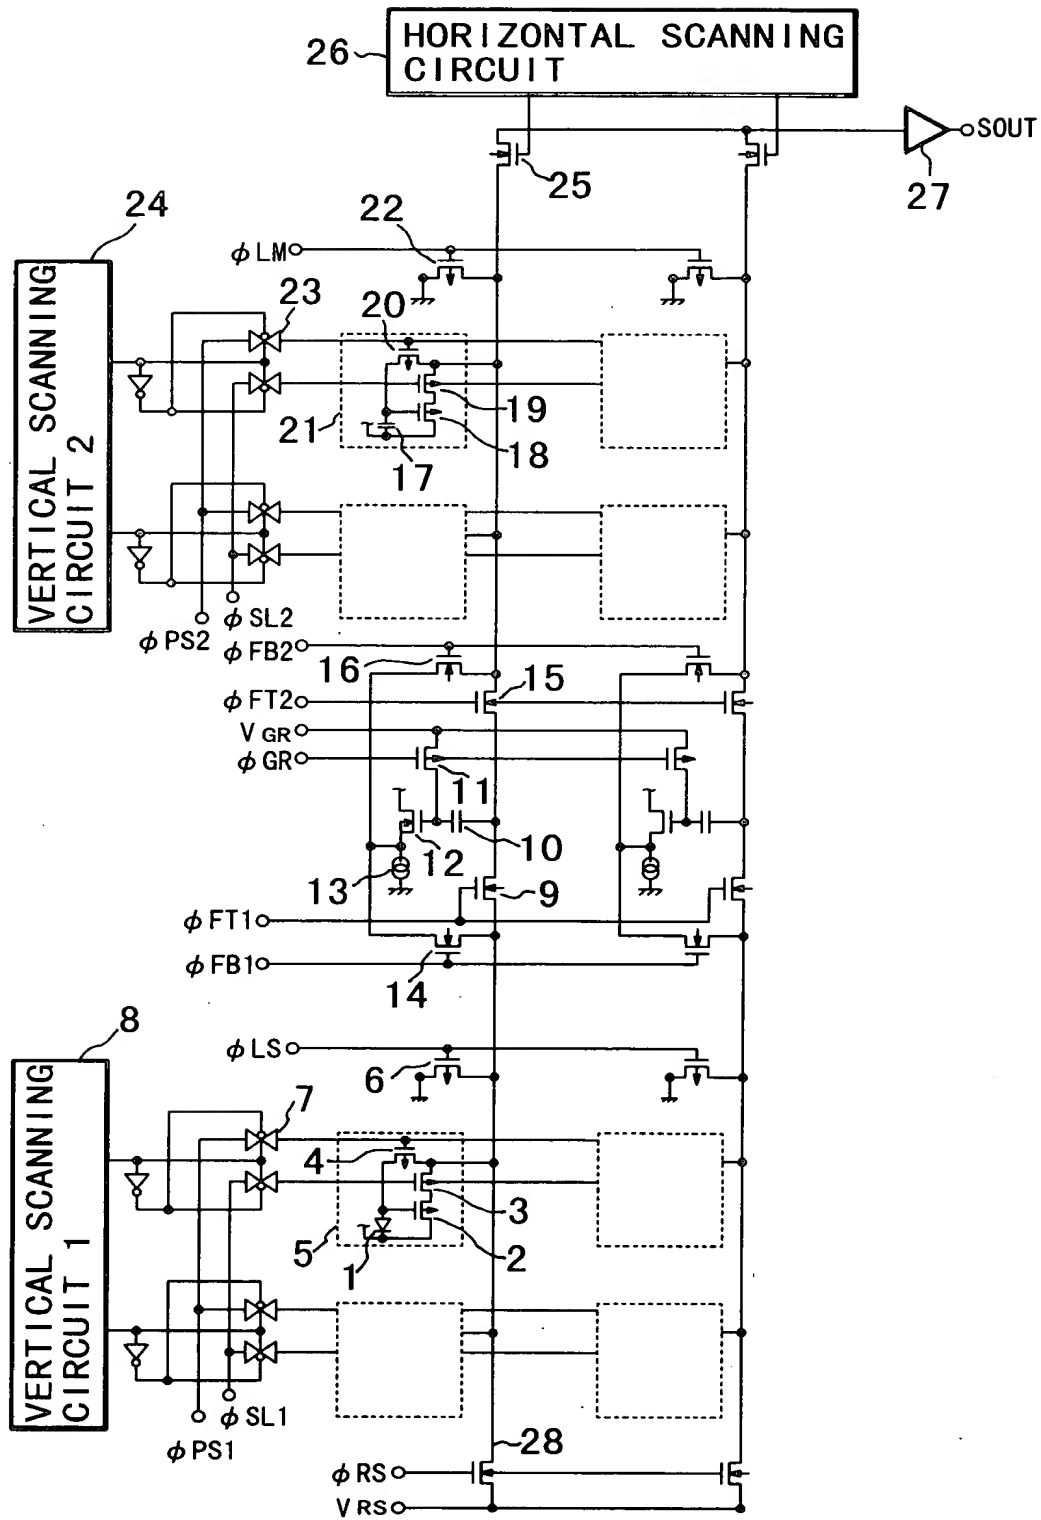 HORIZONTAL SCANNING
CIRCUIT
26
SOUT
25
27
24
22
φLM
23
20
VERTICAL SCANNING
CIRCUIT 2
19
21
18
17
φSL2
φPS2
φFB2
16
15
φFT2
VGR
φGR
11
10
12
13
9
φFT1
φFB1
14
8
φLS
6
7
VERTICAL SCANNING
CIRCUIT 1
4
3
5
1
2
φSL1
φPS1
28
φRS
VRS